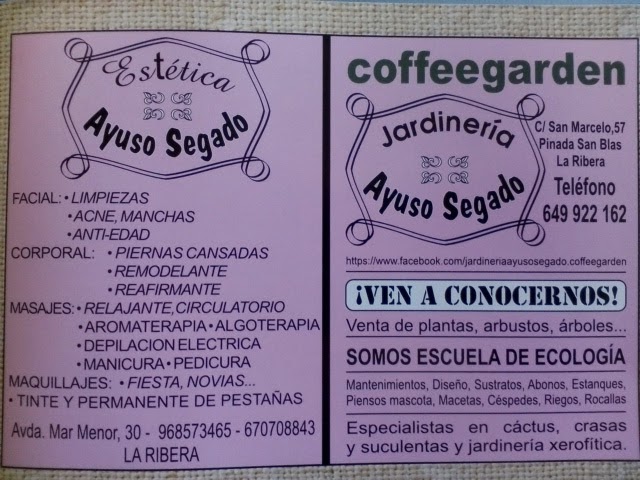 Estética
Ayuso Segado
FACIAL: • LIMPIEZAS
• ACNE, MANCHAS
• ANTI-EDAD
CORPORAL: • PIERNAS CANSADAS
• REMODELANTE
• REAFIRMANTE
MASAJES: • RELAJANTE, CIRCULATORIO
• AROMATERAPIA • ALGOTERAPIA
• DEPILACION ELECTRICA
• MANICURA • PEDICURA
MAQUILLAJES: • FIESTA, NOVIAS...
• TINTE Y PERMANENTE DE PESTAÑAS
Avda. Mar Menor, 30 - 968573465 - 670708843
LA RIBERA
coffeegarden
Jardinería
Ayuso Segado
C/ San Marcelo,57
Pinada San Blas
La Ribera
Teléfono
649 922 162
https://www.facebook.com/jardineriaayusosegado.coffeegarden
¡VEN A CONOCERNOS!
Venta de plantas, arbustos, árboles...
SOMOS ESCUELA DE ECOLOGÍA
Mantenimientos, Diseño, Sustratos, Abonos, Estanques,
Piensos mascota, Macetas, Céspedes, Riegos, Rocallas
Especialistas en cáctus, crasas
y suculentas y jardinería xerofítica.